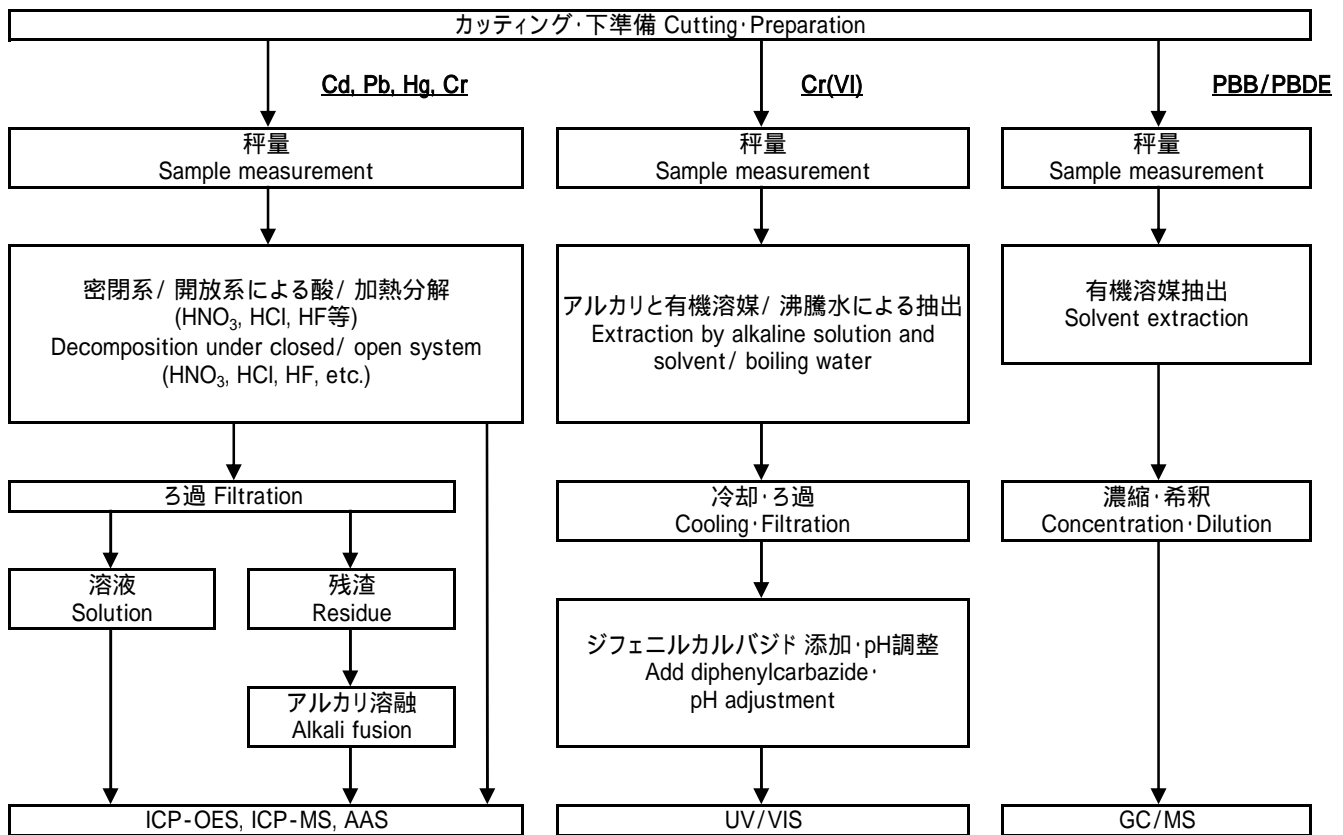 カッティング・下準備 Cutting・Preparation
Cd, Pb, Hg, Cr
Cr(VI)
PBB/PBDE
秤量
Sample measurement
秤量
Sample measurement
秤量
Sample measurement
密閉系/ 開放系による酸/ 加熱分解
(HNO₃, HCl, HF等)
Decomposition under closed/ open system
(HNO₃, HCl, HF, etc.)
アルカリと有機溶媒/ 沸騰水による抽出
Extraction by alkaline solution and
solvent/ boiling water
有機溶媒抽出
Solvent extraction
ろ過 Filtration
冷却・ろ過
Cooling・Filtration
濃縮・希釈
Concentration・Dilution
溶液
Solution
残渣
Residue
ジフェニルカルバジド 添加・pH調整
Add diphenylcarbazide・
pH adjustment
アルカリ溶融
Alkali fusion
ICP-OES, ICP-MS, AAS
UV/VIS
GC/MS